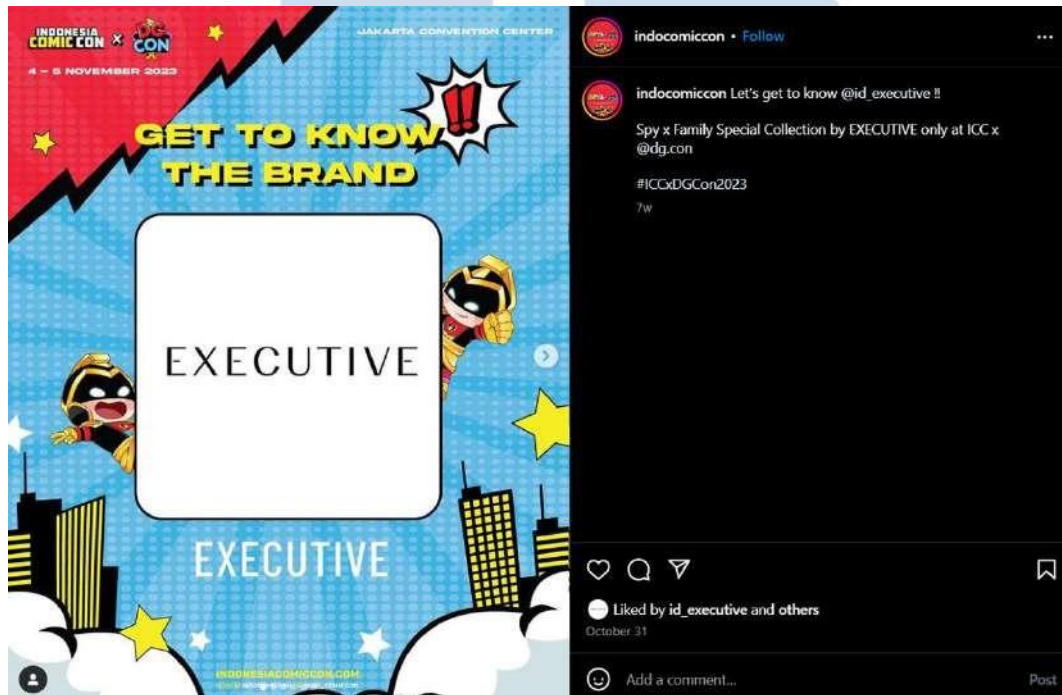 INDONESIA
COMIC CON × DG CON
JAKARTA CONVENTION CENTER
4 – 5 NOVEMBER 2023
!!
GET TO KNOW
THE BRAND
EXECUTIVE
EXECUTIVE
INDONESIACOMICCON.COM
indocomiccon • Follow
indocomiccon Let's get to know @id_executive !!
Spy x Family Special Collection by EXECUTIVE only at ICC x
@dg.con
#ICCxDGCon2023
7w
Liked by id_executive and others
October 31
Add a comment...
Post